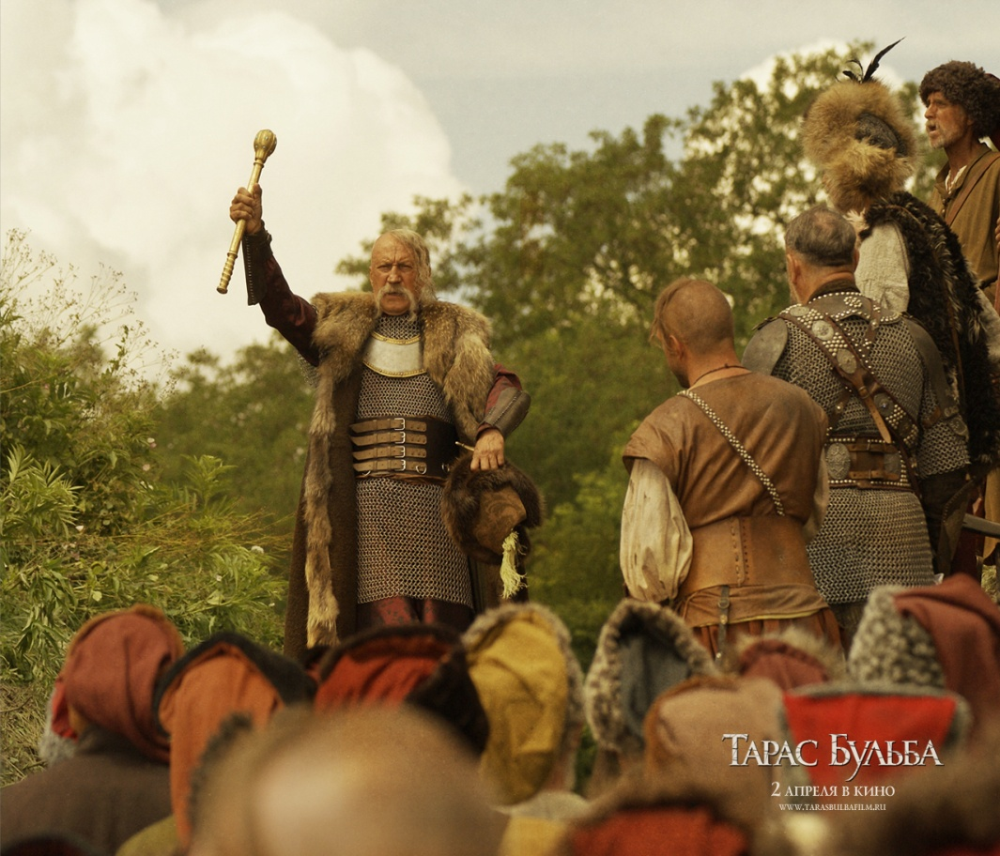 Тарас Бульба
2 апреля в кино
www.tarasbulbafilm.ru